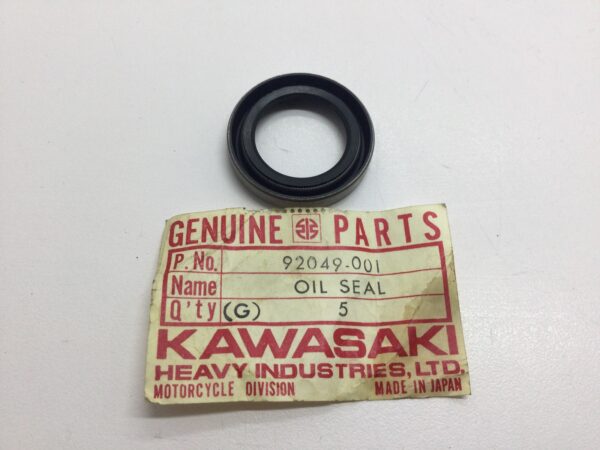 GENUINE PARTS
P. No. 92049-001
Name OIL SEAL
Q'ty (G) 5
KAWASAKI
HEAVY INDUSTRIES, LTD.
MOTORCYCLE DIVISION MADE IN JAPAN